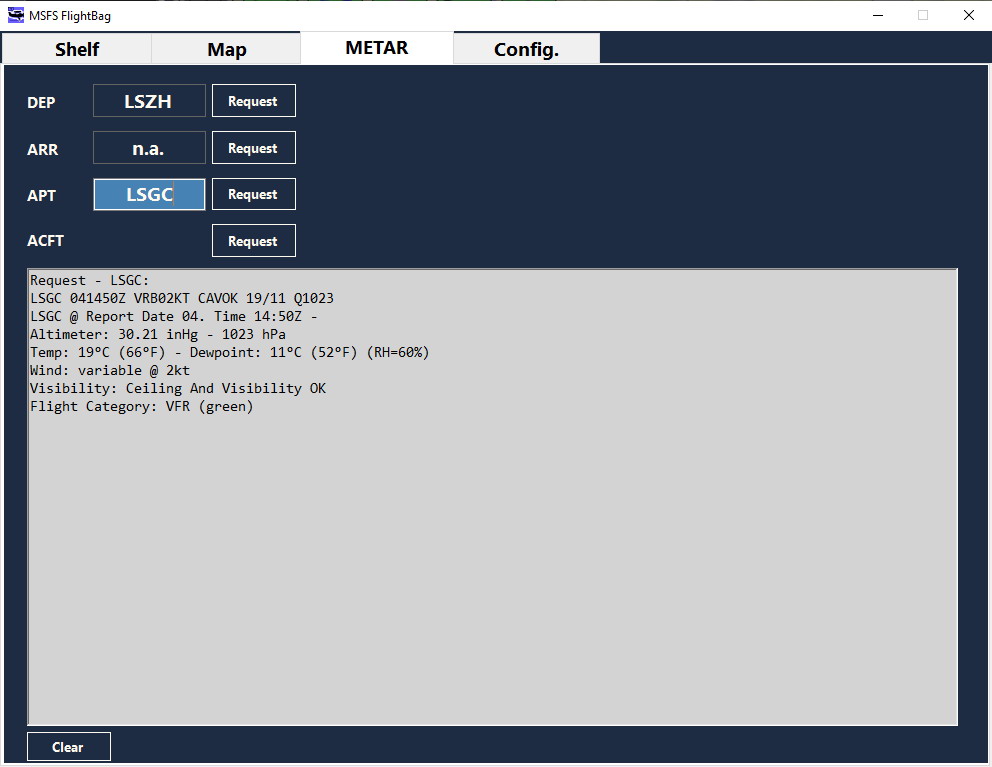 MSFS FlightBag
Shelf Map METAR Config.
DEP LSZH Request
ARR n.a. Request
APT LSGC Request
ACFT Request
Request - LSGC:
LSGC 041450Z VRB02KT CAVOK 19/11 Q1023
LSGC @ Report Date 04. Time 14:50Z -
Altimeter: 30.21 inHg - 1023 hPa
Temp: 19°C (66°F) - Dewpoint: 11°C (52°F) (RH=60%)
Wind: variable @ 2kt
Visibility: Ceiling And Visibility OK
Flight Category: VFR (green)
Clear